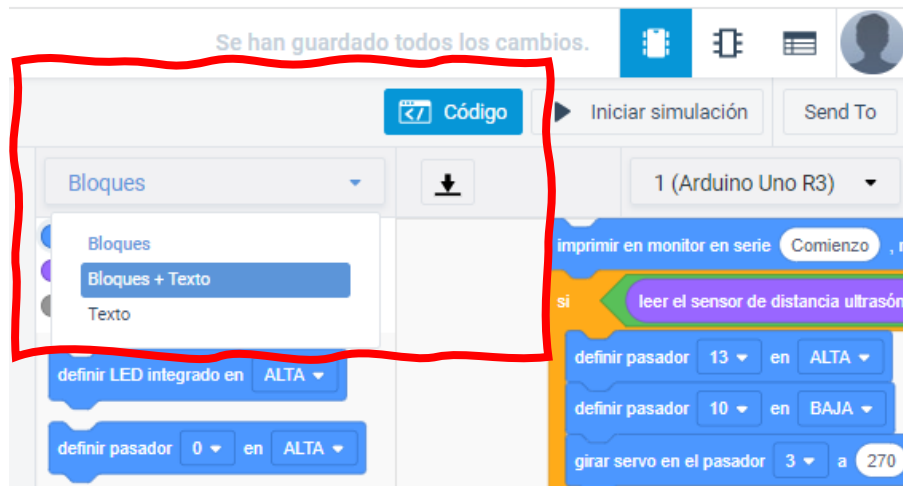 Se han guardado todos los cambios.
Código
Iniciar simulación
Send To
Bloques
1 (Arduino Uno R3)
Bloques
Bloques + Texto
Texto
imprimir en monitor en serie Comienzo ,
si leer el sensor de distancia
definir pasador 13 en ALTA
definir LED integrado en ALTA
definir pasador 10 en BAJA
definir pasador 0 en ALTA
girar servo en el pasador 3 a 270